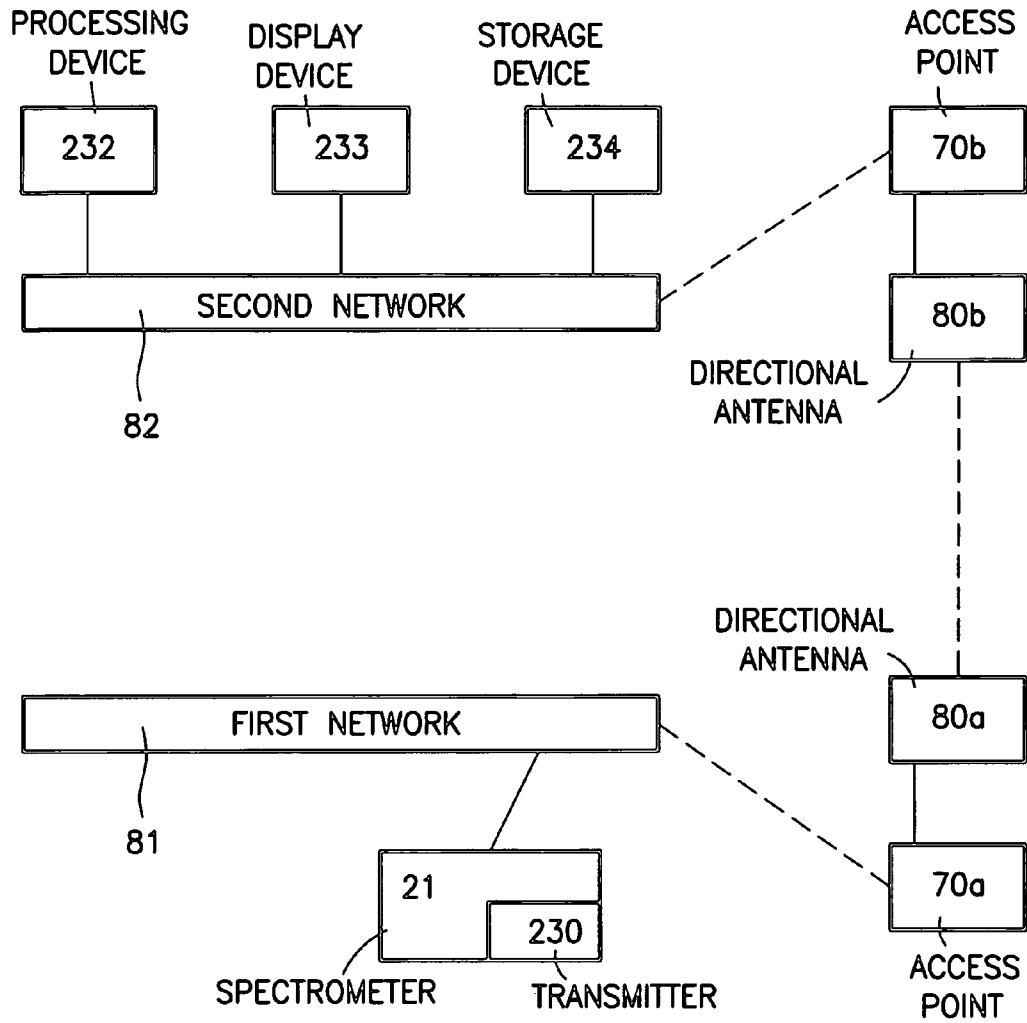 PROCESSING
DEVICE
DISPLAY
DEVICE
STORAGE
DEVICE
ACCESS
POINT
232
233
234
70b
SECOND NETWORK
80b
82
DIRECTIONAL
ANTENNA
DIRECTIONAL
ANTENNA
FIRST NETWORK
80a
81
21
230
70a
SPECTROMETER
TRANSMITTER
ACCESS
POINT